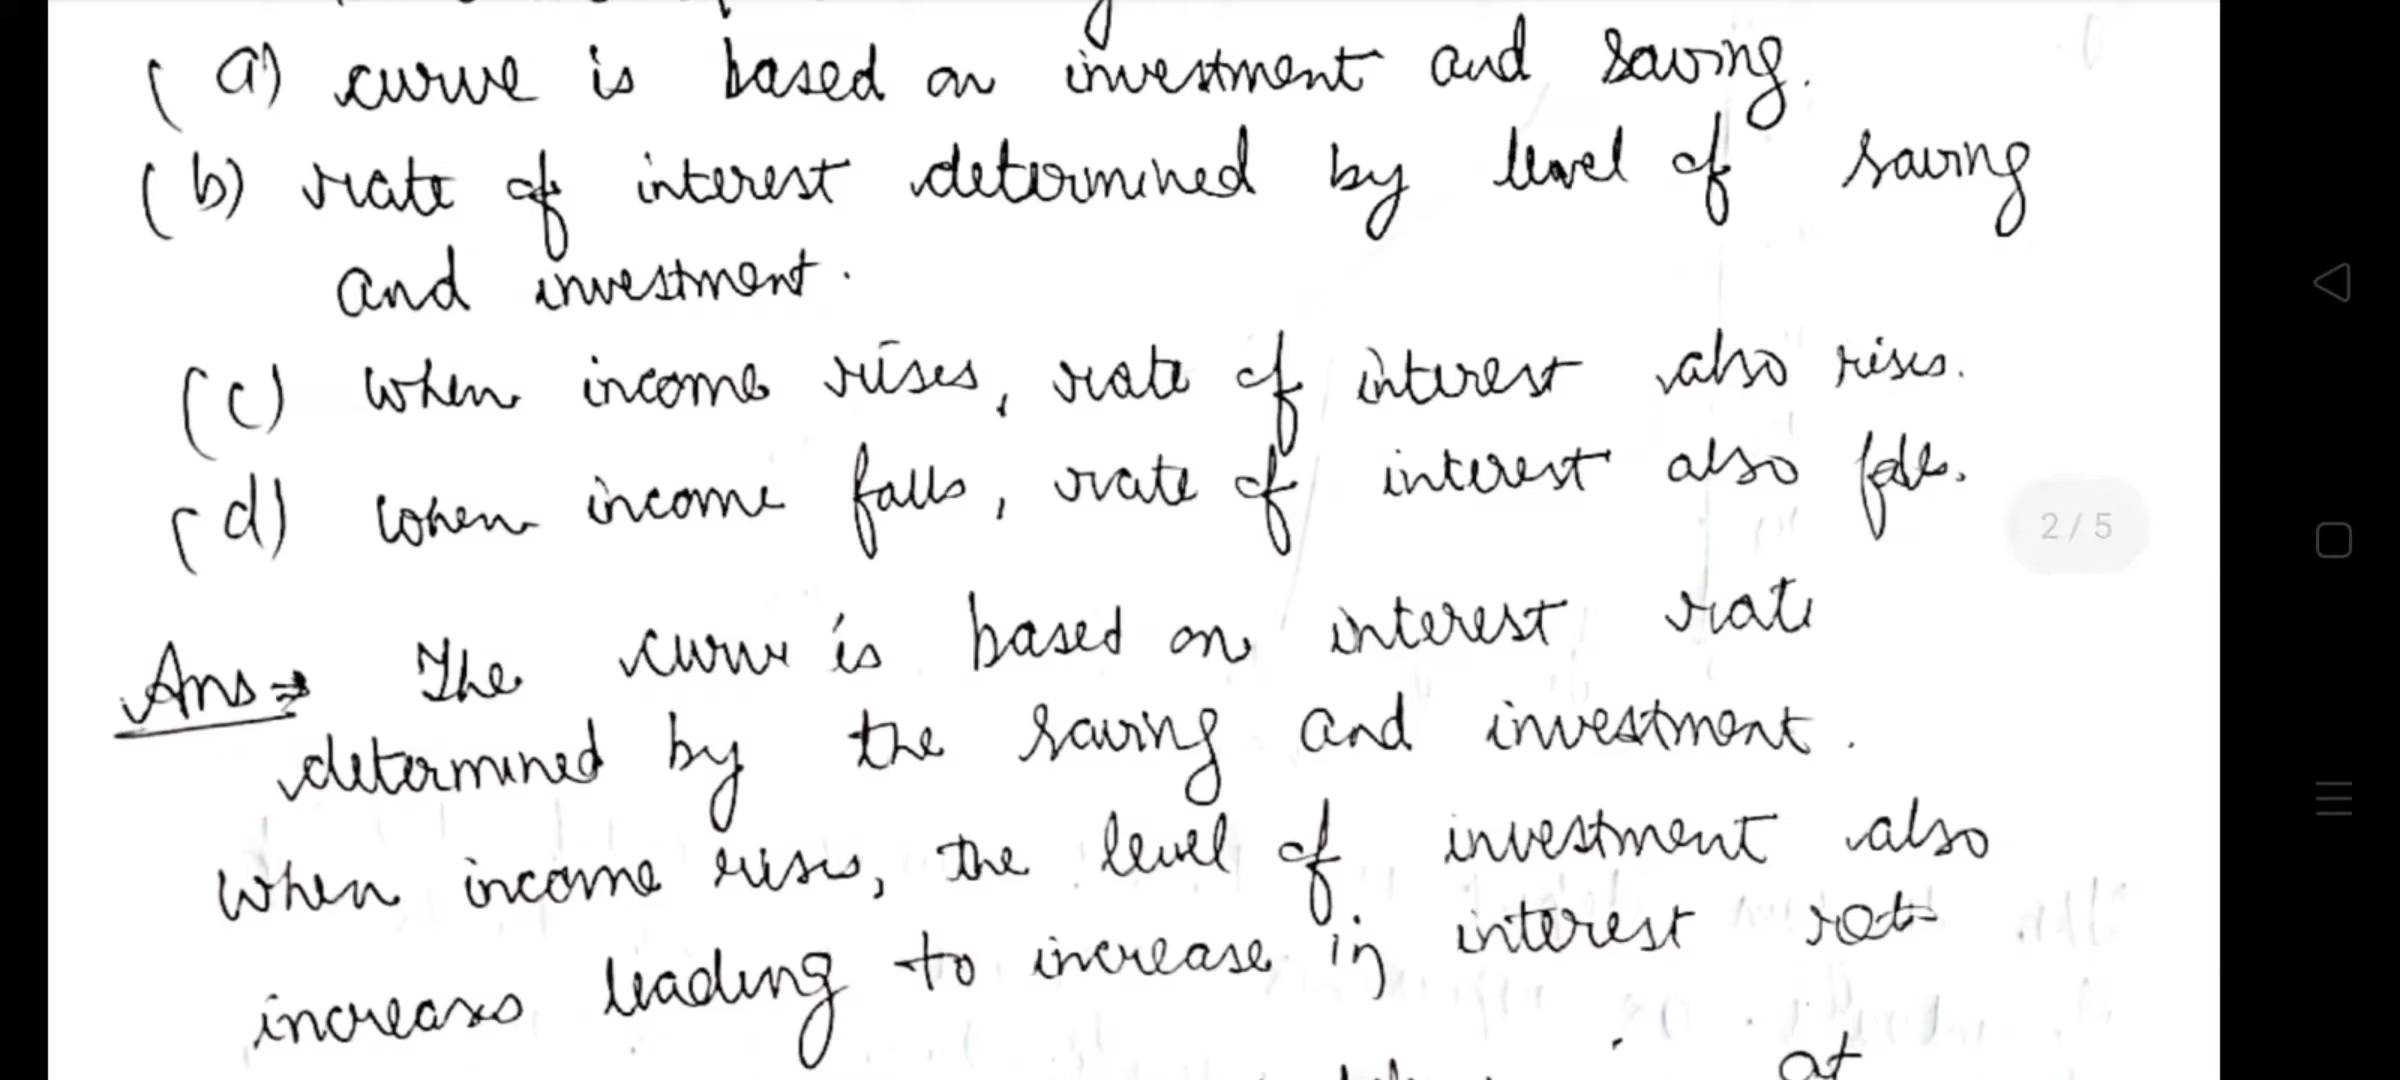 (a) curve is based on investment and saving.
(b) rate of interest determined by level of saving
and investment.
(c) when income rises, rate of interest also rises.
(d) when income falls, rate of interest also falls.
2/5
Ans⇒ The curve is based on interest rate
determined by the saving and investment.
when income rises, the level of investment also
increases leading to increase in interest rate
at